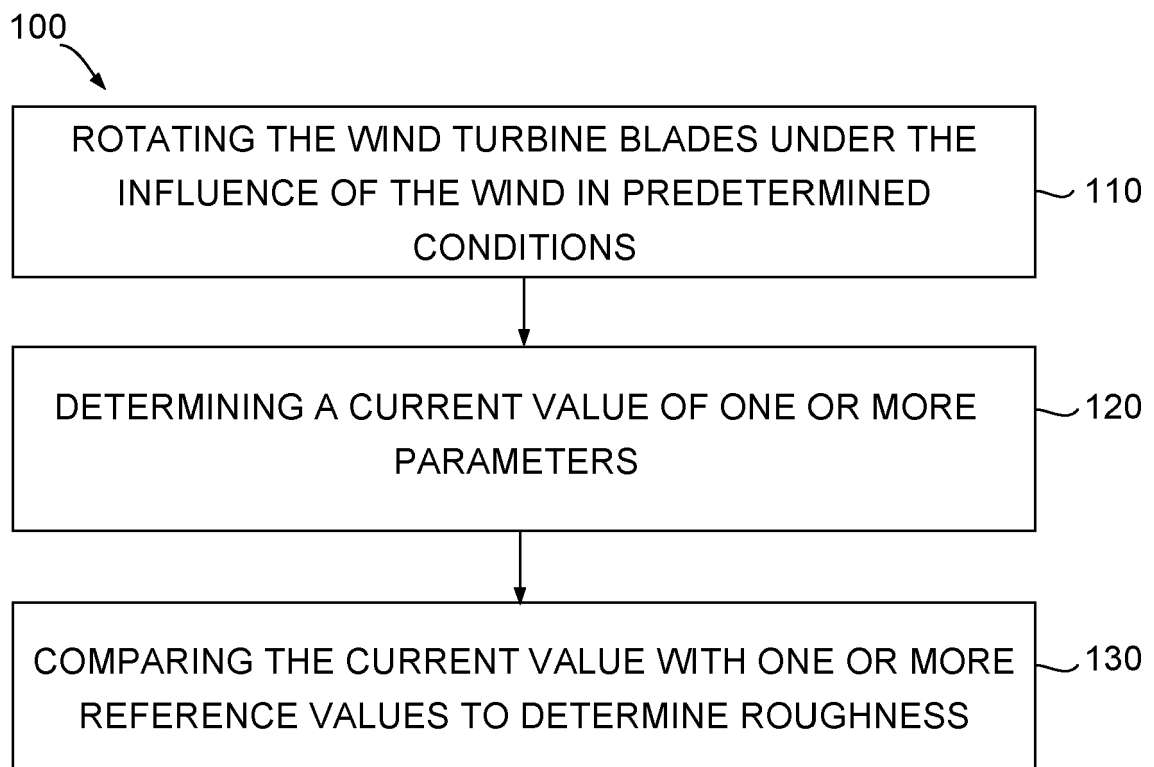 100
ROTATING THE WIND TURBINE BLADES UNDER THE
INFLUENCE OF THE WIND IN PREDETERMINED
CONDITIONS
110
DETERMINING A CURRENT VALUE OF ONE OR MORE
PARAMETERS
120
COMPARING THE CURRENT VALUE WITH ONE OR MORE
REFERENCE VALUES TO DETERMINE ROUGHNESS
130